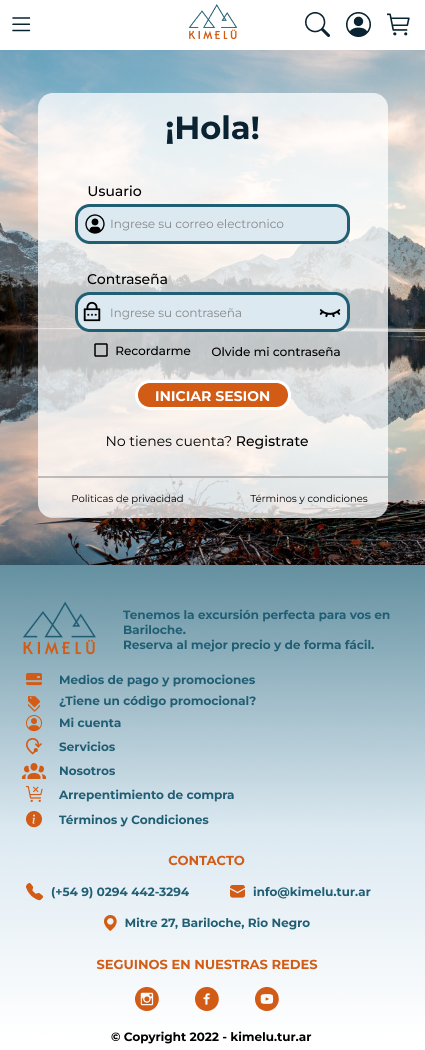 KIMELÜ
¡Hola!
Usuario
Ingrese su correo electronico
Contraseña
Ingrese su contraseña
Recordarme Olvide mi contraseña
INICIAR SESION
No tienes cuenta? Registrate
Politicas de privacidad Términos y condiciones
KIMELÜ
Tenemos la excursión perfecta para vos en
Bariloche.
Reserva al mejor precio y de forma fácil.
Medios de pago y promociones
¿Tiene un código promocional?
Mi cuenta
Servicios
Nosotros
Arrepentimiento de compra
Términos y Condiciones
CONTACTO
(+54 9) 0294 442-3294 info@kimelu.tur.ar
Mitre 27, Bariloche, Rio Negro
SEGUINOS EN NUESTRAS REDES
© Copyright 2022 - kimelu.tur.ar